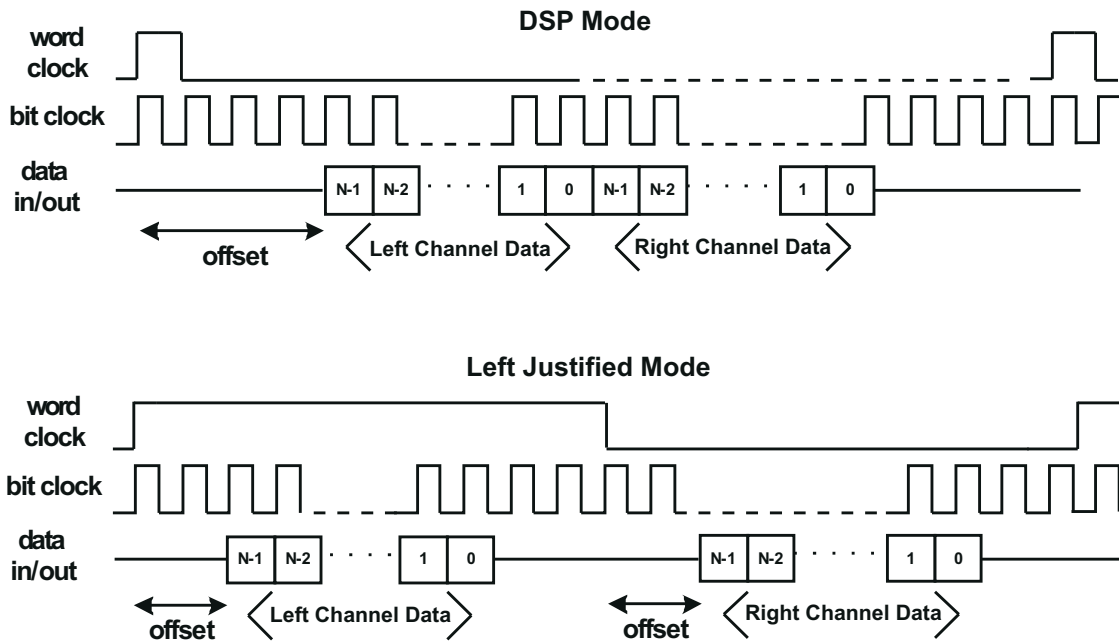 DSP Mode
word
clock
bit clock
data
in/out
N-1 N-2 1 0 N-1 N-2 1 0
offset
Left Channel Data
Right Channel Data
Left Justified Mode
word
clock
bit clock
data
in/out
N-1 N-2 1 0 N-1 N-2 1 0
offset
Left Channel Data
offset
Right Channel Data